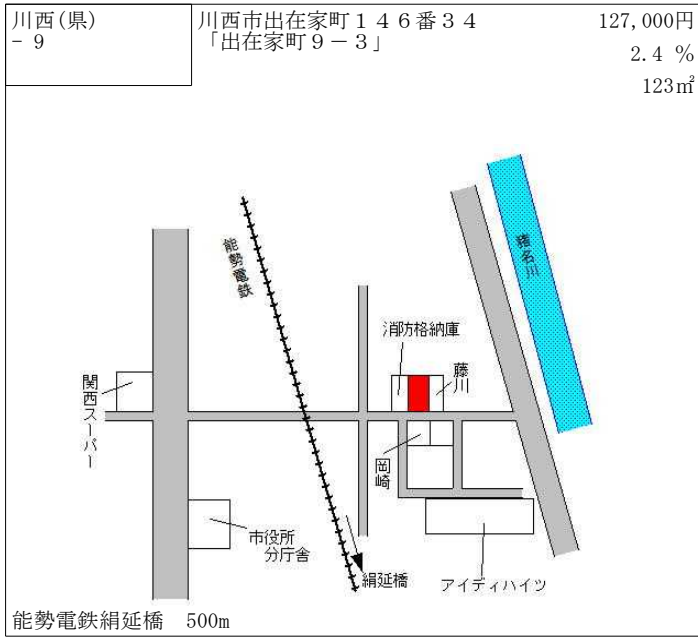 川西(県)
- 9
川西市出在家町１４６番３４
「出在家町９－３」
127,000円
2.4 %
123㎡
猪名川
能勢電鉄
消防格納庫
藤川
関西スーパー
岡崎
市役所
分庁舎
絹延橋
アイディハイツ
能勢電鉄絹延橋　500m